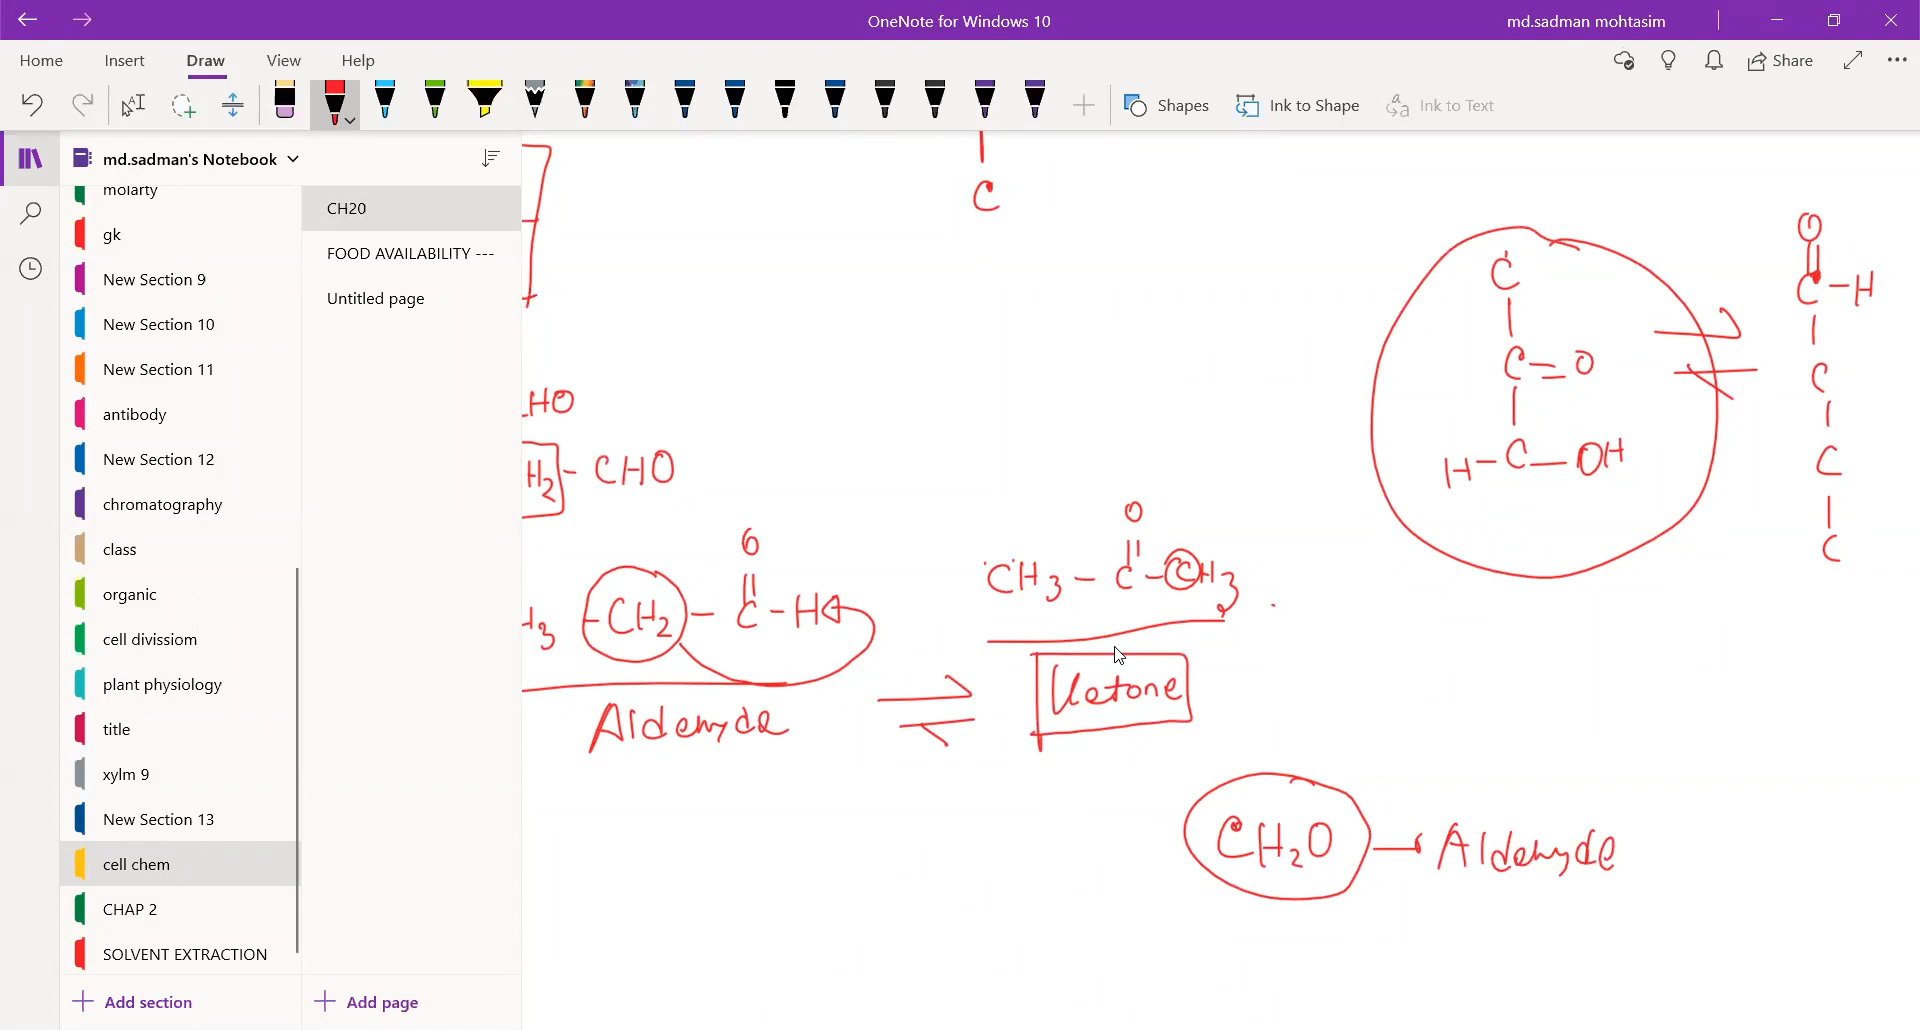 OneNote for Windows 10
md.sadman mohtasim
Home Insert Draw View Help
Share
Shapes Ink to Shape Ink to Text
md.sadman's Notebook
molarty
gk
New Section 9
New Section 10
New Section 11
antibody
New Section 12
chromatography
class
organic
cell divissiom
plant physiology
title
xylm 9
New Section 13
cell chem
CHAP 2
SOLVENT EXTRACTION
Add section
CH20
FOOD AVAILABILITY ---
Untitled page
Add page
C
O
C
C-H
C=O
C
H-C-OH
C
C
HO
H2 - CHO
O
O
CH3 - C - CH3
H3 - CH2 - C - H
Ketone
Aldehyde
CH2O Aldehyde